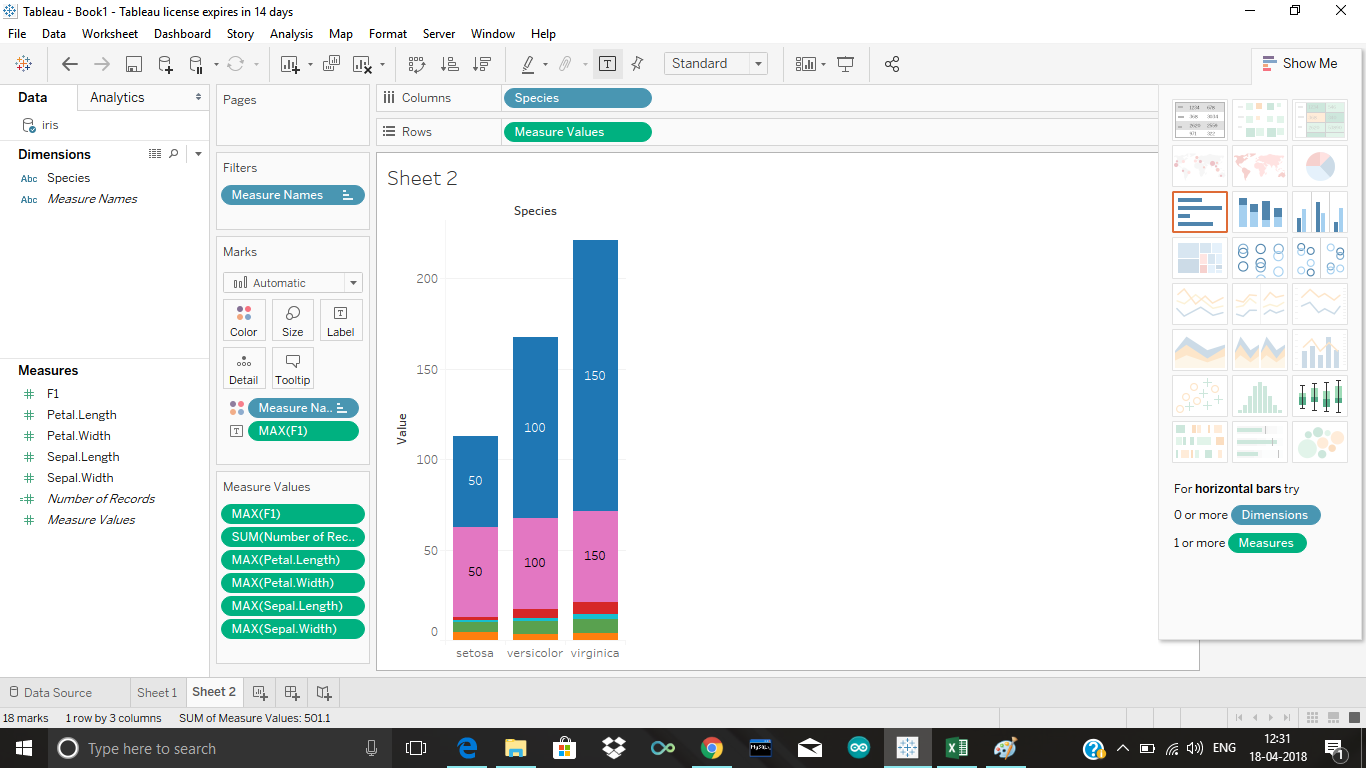 Tableau - Book1 - Tableau license expires in 14 days
File Data Worksheet Dashboard Story Analysis Map Format Server Window Help
Standard
Show Me
Data Analytics
iris
Dimensions
Abc Species
Abc Measure Names
Measures
F1
Petal.Length
Petal.Width
Sepal.Length
Sepal.Width
Number of Records
Measure Values
Pages
Filters
Measure Names
Marks
Automatic
Color Size Label
Detail Tooltip
Measure Na..
MAX(F1)
Measure Values
MAX(F1)
SUM(Number of Rec..
MAX(Petal.Length)
MAX(Petal.Width)
MAX(Sepal.Length)
MAX(Sepal.Width)
Columns Species
Rows Measure Values
Sheet 2
Species
Value
200
150
100
50
0
50
100
150
50
100
150
setosa versicolor virginica
For horizontal bars try
0 or more Dimensions
1 or more Measures
Data Source Sheet 1 Sheet 2
18 marks 1 row by 3 columns SUM of Measure Values: 501.1
Type here to search
ENG
12:31
18-04-2018
1